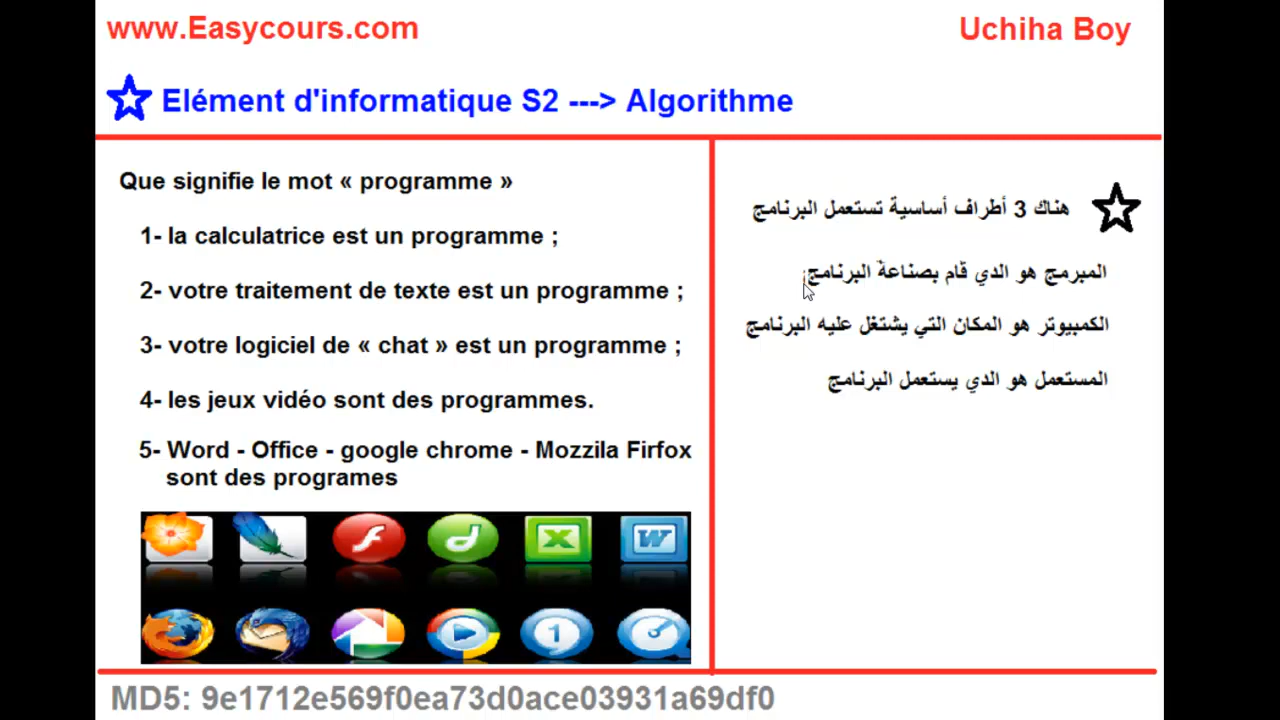 www.Easycours.com
Uchiha Boy
Elément d'informatique S2 ---> Algorithme
Que signifie le mot « programme »
1- la calculatrice est un programme ;
2- votre traitement de texte est un programme ;
3- votre logiciel de « chat » est un programme ;
4- les jeux vidéo sont des programmes.
5- Word - Office - google chrome - Mozzila Firfox
sont des programes
هناك 3 أطراف أساسية تستعمل البرنامج
المبرمج هو الدي قام بصناعة البرنامج
الكمبيوتر هو المكان التي يشتغل عليه البرنامج
المستعمل هو الدي يستعمل البرنامج
MD5: 9e1712e569f0ea73d0ace03931a69df0